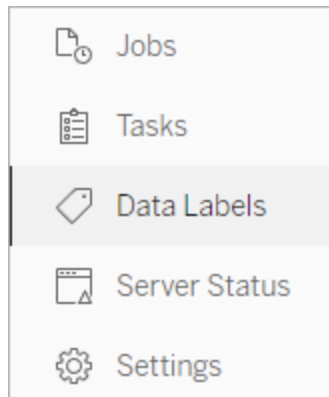 Jobs
Tasks
Data Labels
Server Status
Settings